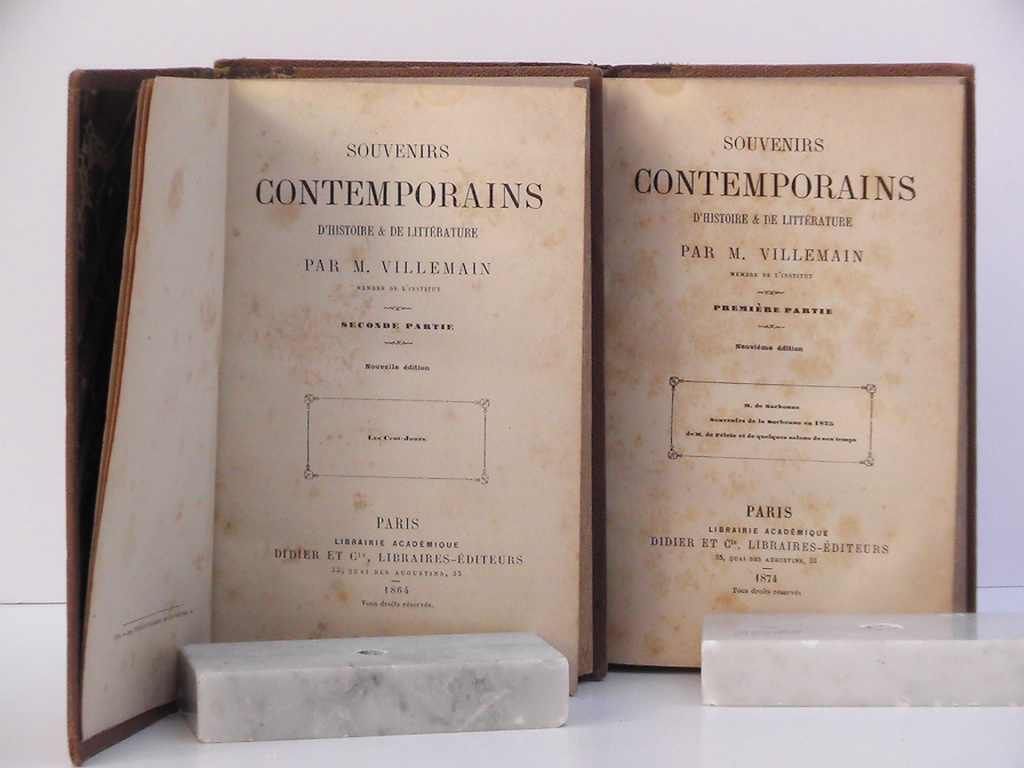 SOUVENIRS
CONTEMPORAINS
D'HISTOIRE & DE LITTÉRATURE
PAR M. VILLEMAIN
MEMBRE DE L'INSTITUT
SECONDE PARTIE
Nouvelle édition
Les Cent-Jours.
PARIS
LIBRAIRIE ACADÉMIQUE
DIDIER ET Cie, LIBRAIRES-ÉDITEURS
35, QUAI DES AUGUSTINS, 35
1864
Tous droits réservés.
SOUVENIRS
CONTEMPORAINS
D'HISTOIRE & DE LITTÉRATURE
PAR M. VILLEMAIN
MEMBRE DE L'INSTITUT
PREMIÈRE PARTIE
Neuvième édition
M. de Narbonne
Souvenirs de la Sorbonne en 1825
de M. de Féletz et de quelques salons de son temps
PARIS
LIBRAIRIE ACADÉMIQUE
DIDIER ET Cie, LIBRAIRES-ÉDITEURS
35, QUAI DES AUGUSTINS, 35
1874
Tous droits réservés